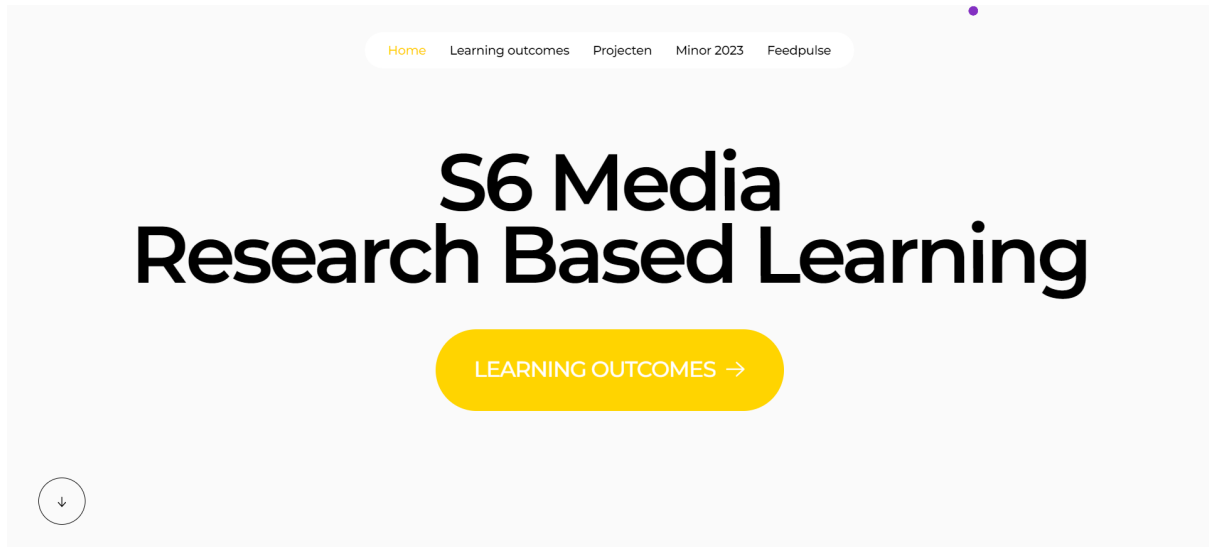 Home Learning outcomes Projecten Minor 2023 Feedpulse
S6 Media
Research Based Learning
LEARNING OUTCOMES →